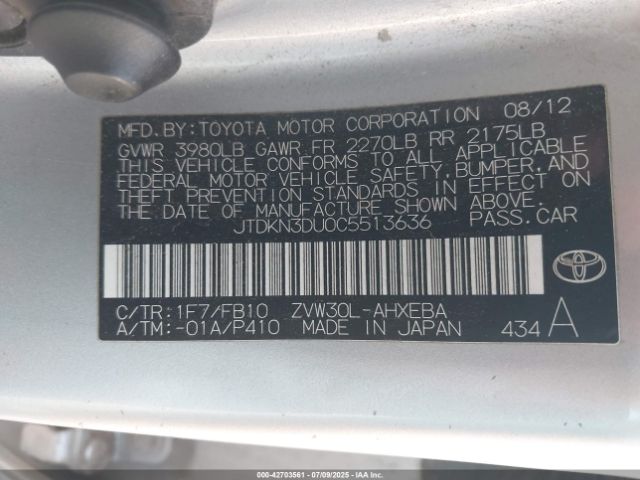 MFD. BY: TOYOTA MOTOR CORPORATION 08/12
GVWR 3980LB GAWR FR 2270LB RR 2175LB
THIS VEHICLE CONFORMS TO ALL APPLICABLE
FEDERAL MOTOR VEHICLE SAFETY, BUMPER, AND
THEFT PREVENTION STANDARDS IN EFFECT ON
THE DATE OF MANUFACTURE SHOWN ABOVE.
JTDKN3DU0C5513636 PASS. CAR
C/TR: 1F7/FB10 ZVW30L-AHXEBA
A/TM: -01A/P410 MADE IN JAPAN 434 A
TOYOTA
000-42703561 | 07/09/2025 | IAAI.COM